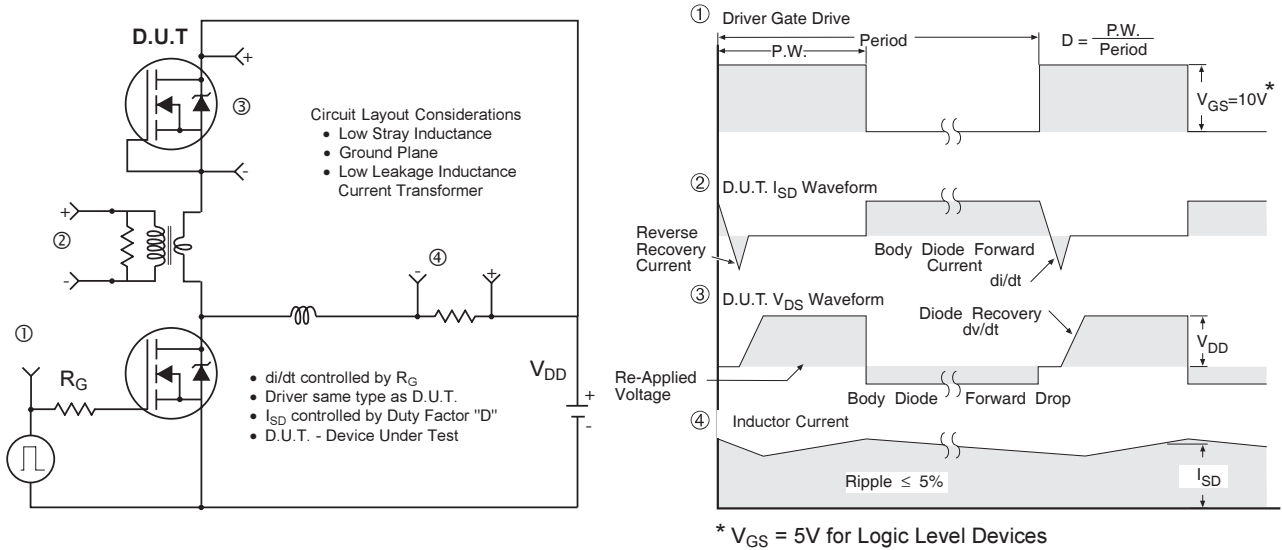 D.U.T
+
③
-
Circuit Layout Considerations
• Low Stray Inductance
• Ground Plane
• Low Leakage Inductance
Current Transformer
+
②
-
④
-
+
①
R_G
V_DD
+
-
• di/dt controlled by R_G
• Driver same type as D.U.T.
• I_SD controlled by Duty Factor "D"
• D.U.T. - Device Under Test
① Driver Gate Drive
P.W.
Period
D = P.W.
Period
V_GS=10V*
② D.U.T. I_SD Waveform
Reverse
Recovery
Current
Body Diode Forward
Current
di/dt
③ D.U.T. V_DS Waveform
Diode Recovery
dv/dt
V_DD
Re-Applied
Voltage
Body Diode Forward Drop
④ Inductor Current
Ripple ≤ 5%
I_SD
* V_GS = 5V for Logic Level Devices